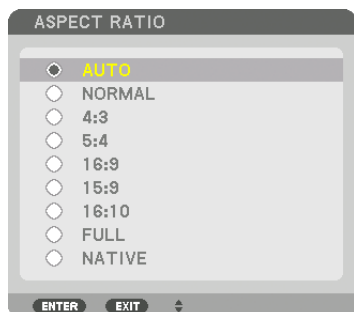 ASPECT RATIO
AUTO
NORMAL
4:3
5:4
16:9
15:9
16:10
FULL
NATIVE
ENTER EXIT